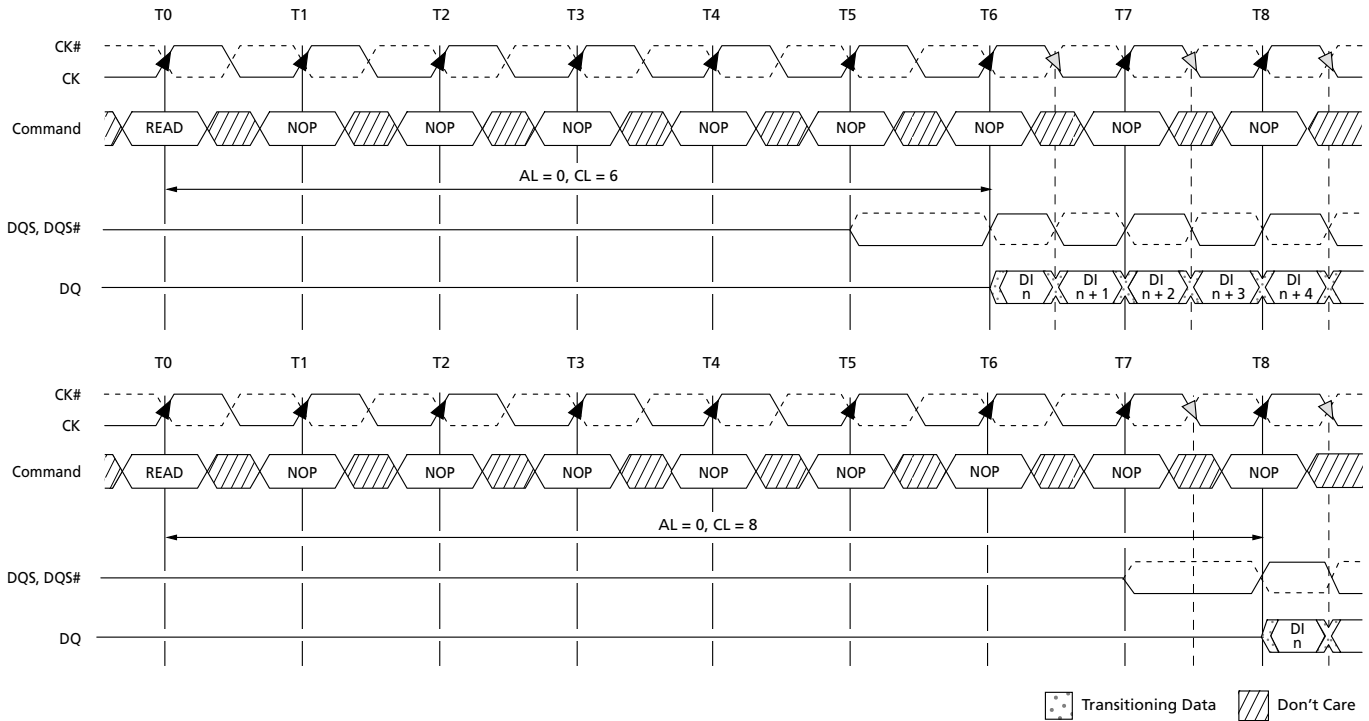 T0 T1 T2 T3 T4 T5 T6 T7 T8
CK#
CK
Command READ NOP NOP NOP NOP NOP NOP NOP NOP
AL = 0, CL = 6
DQS, DQS#
DQ DI n DI n + 1 DI n + 2 DI n + 3 DI n + 4
T0 T1 T2 T3 T4 T5 T6 T7 T8
CK#
CK
Command READ NOP NOP NOP NOP NOP NOP NOP NOP
AL = 0, CL = 8
DQS, DQS#
DQ DI n
Transitioning Data Don't Care